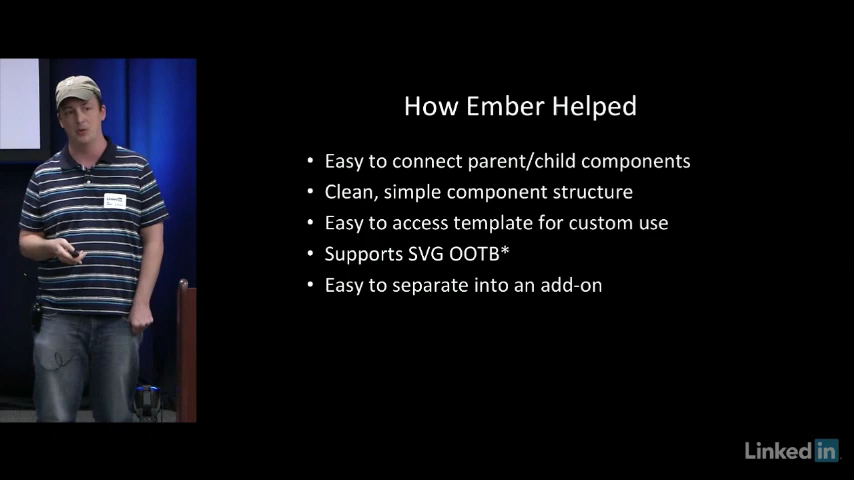 How Ember Helped
• Easy to connect parent/child components
• Clean, simple component structure
• Easy to access template for custom use
• Supports SVG OOTB*
• Easy to separate into an add-on
LinkedIn
Linked in